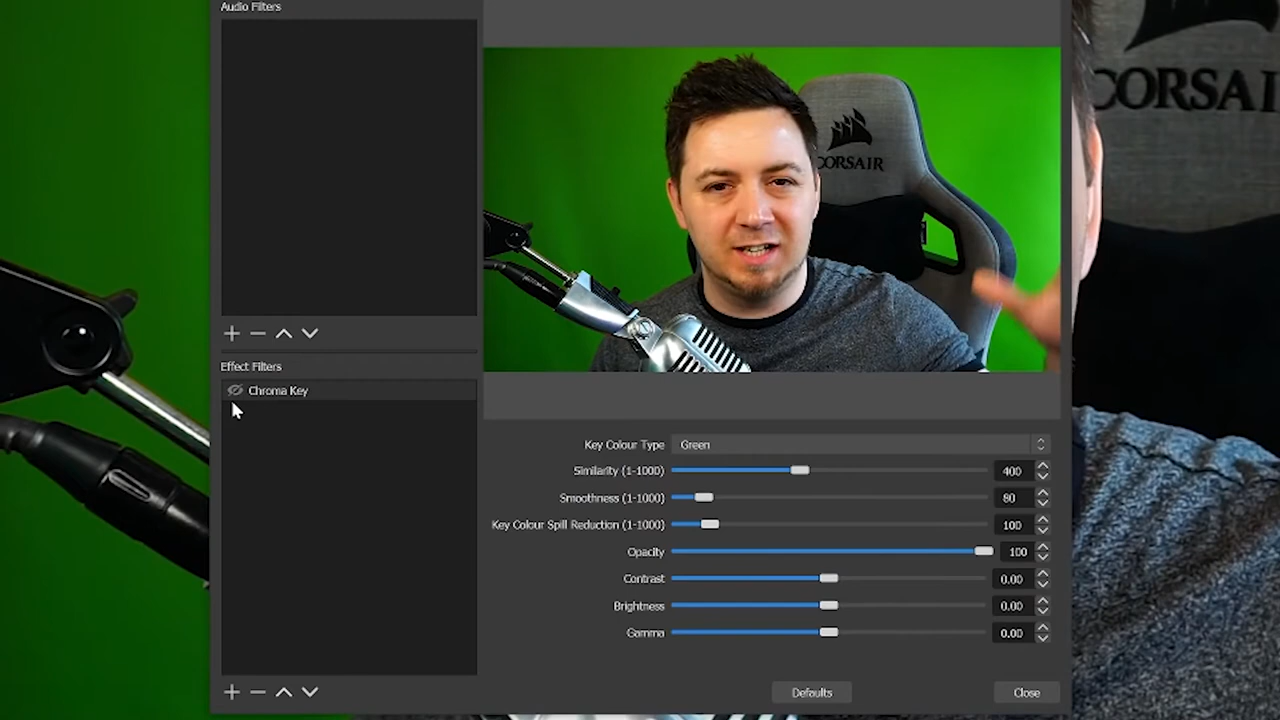 Audio Filters
CORSAIR
CORSAIR
Effect Filters
Chroma Key
Key Colour Type
Green
Similarity (1-1000)
400
Smoothness (1-1000)
80
Key Colour Spill Reduction (1-1000)
100
Opacity
100
Contrast
0.00
Brightness
0.00
Gamma
0.00
Defaults
Close